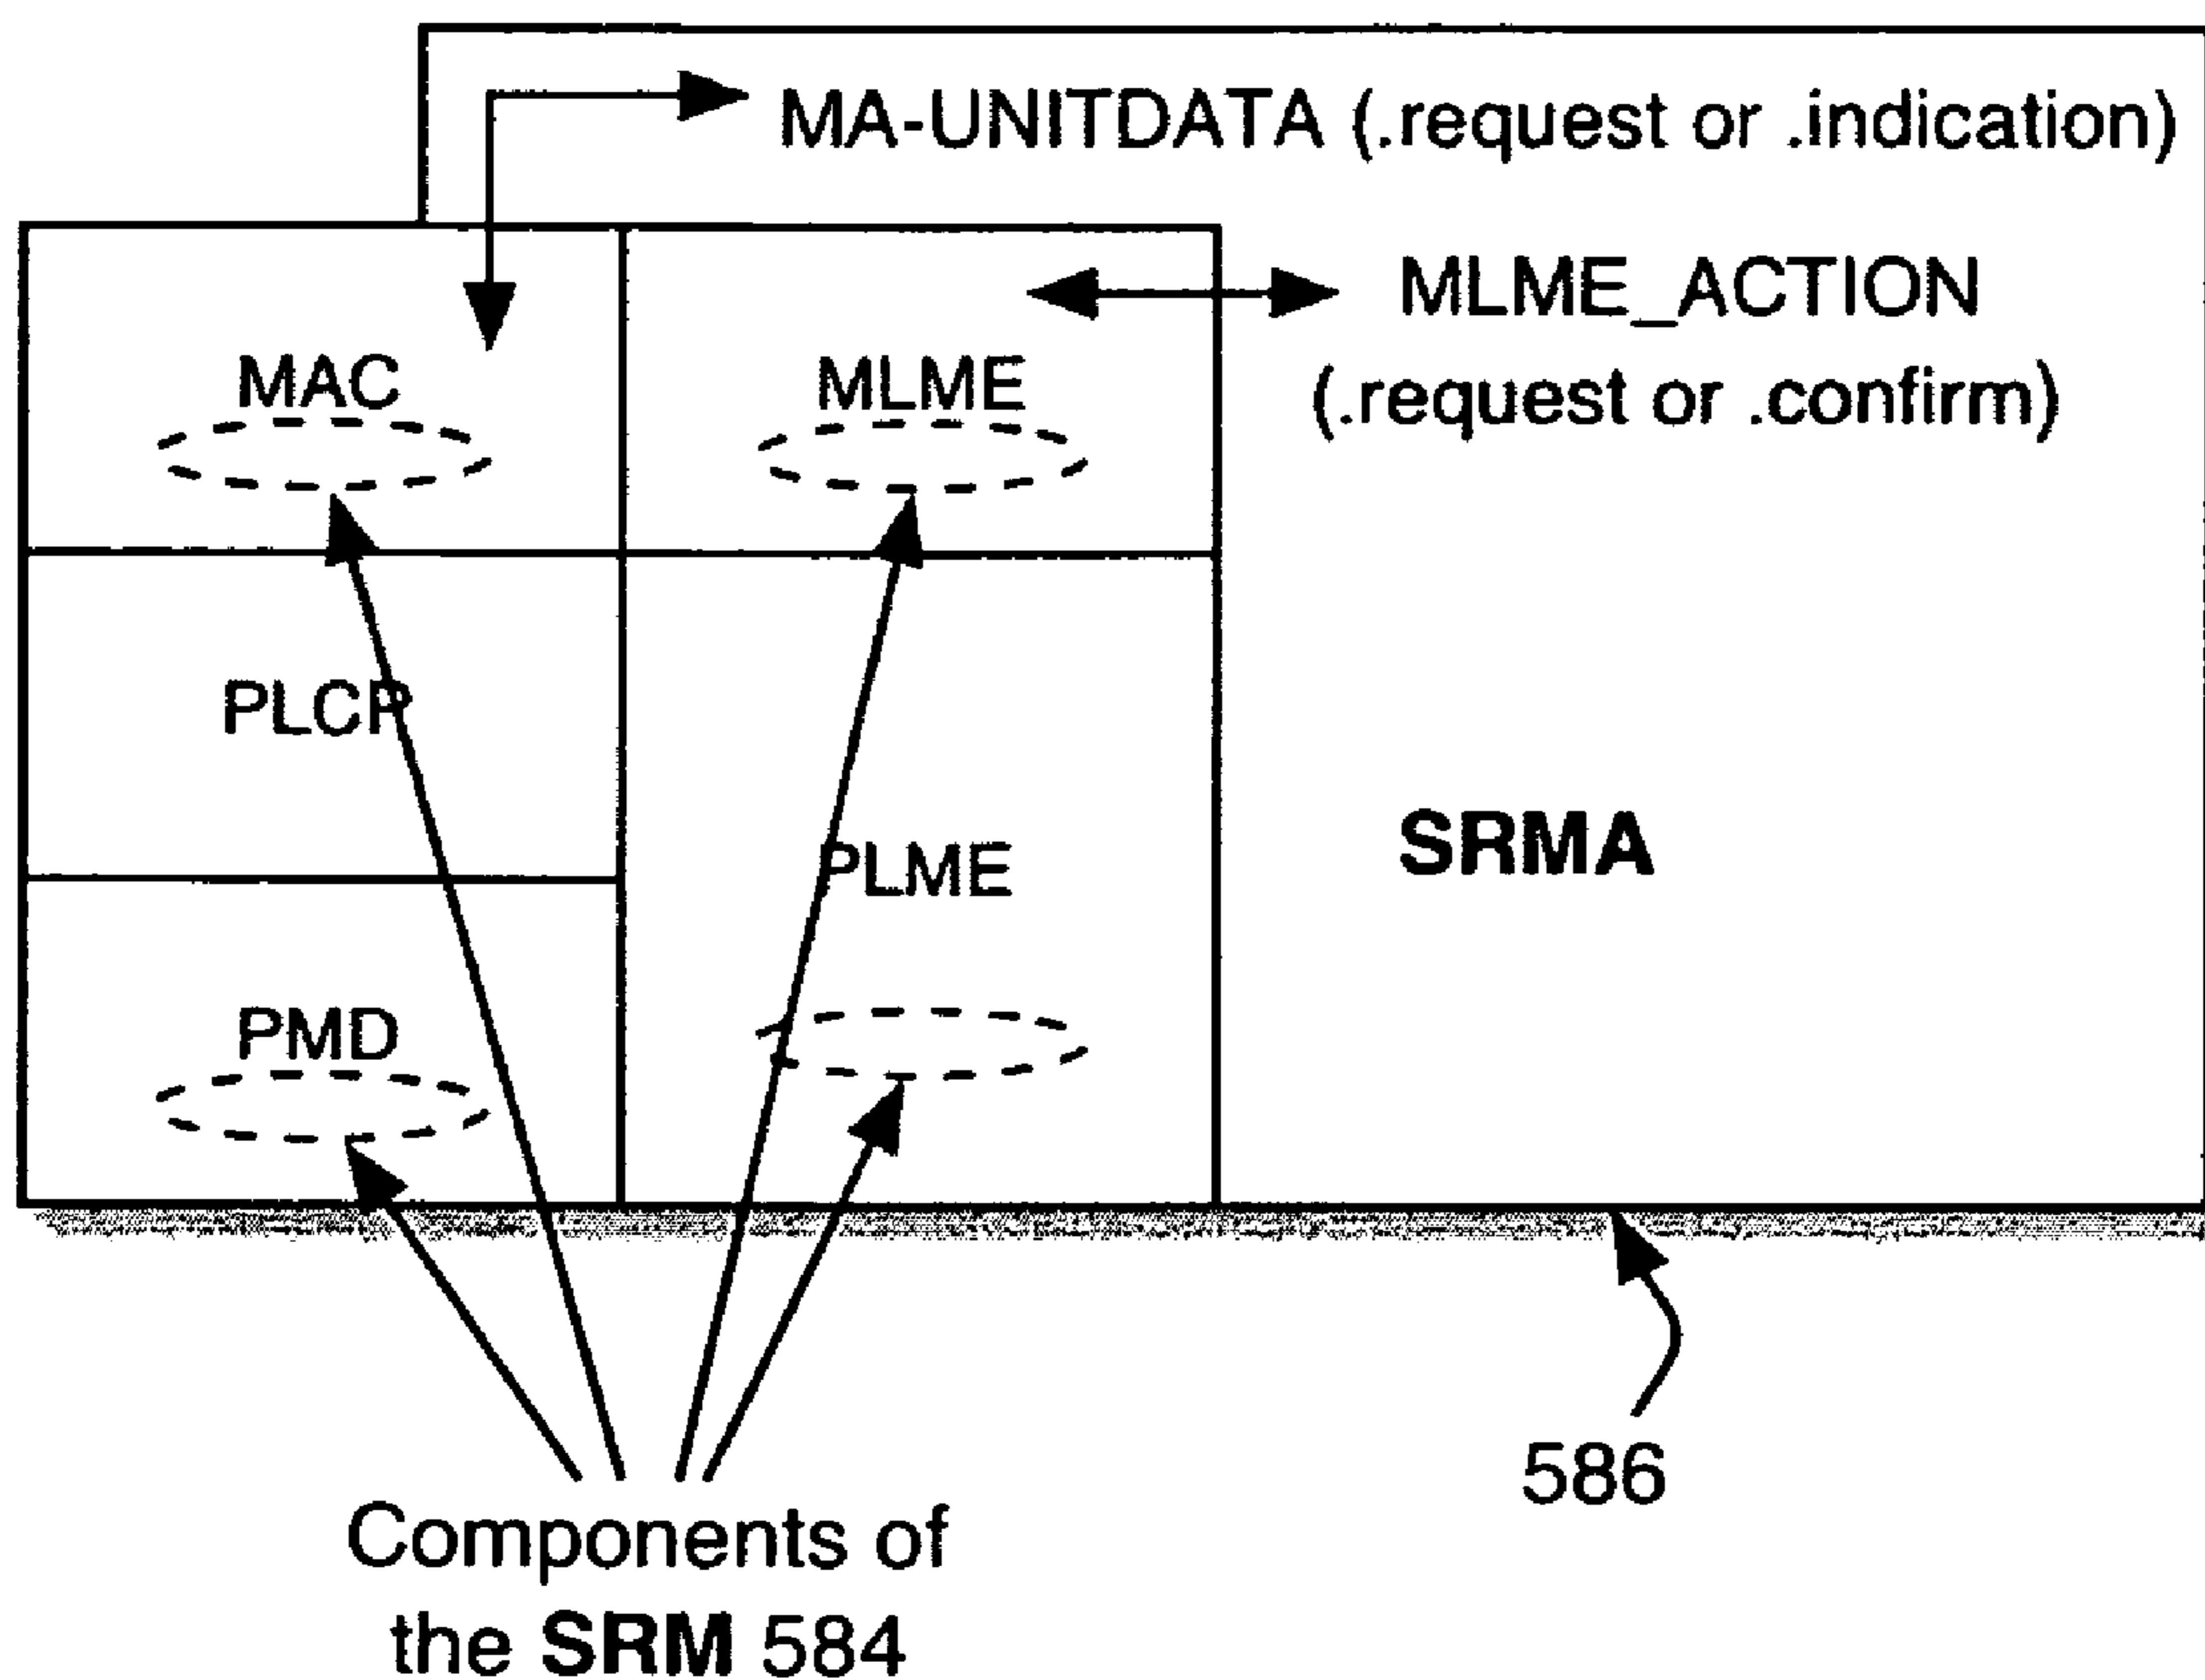 MA-UNITDATA (.request or .indication)
MLME_ACTION
(.request or .confirm)
MAC
MLME
PLCP
SRMA
PLME
PMD
586
Components of
the SRM 584